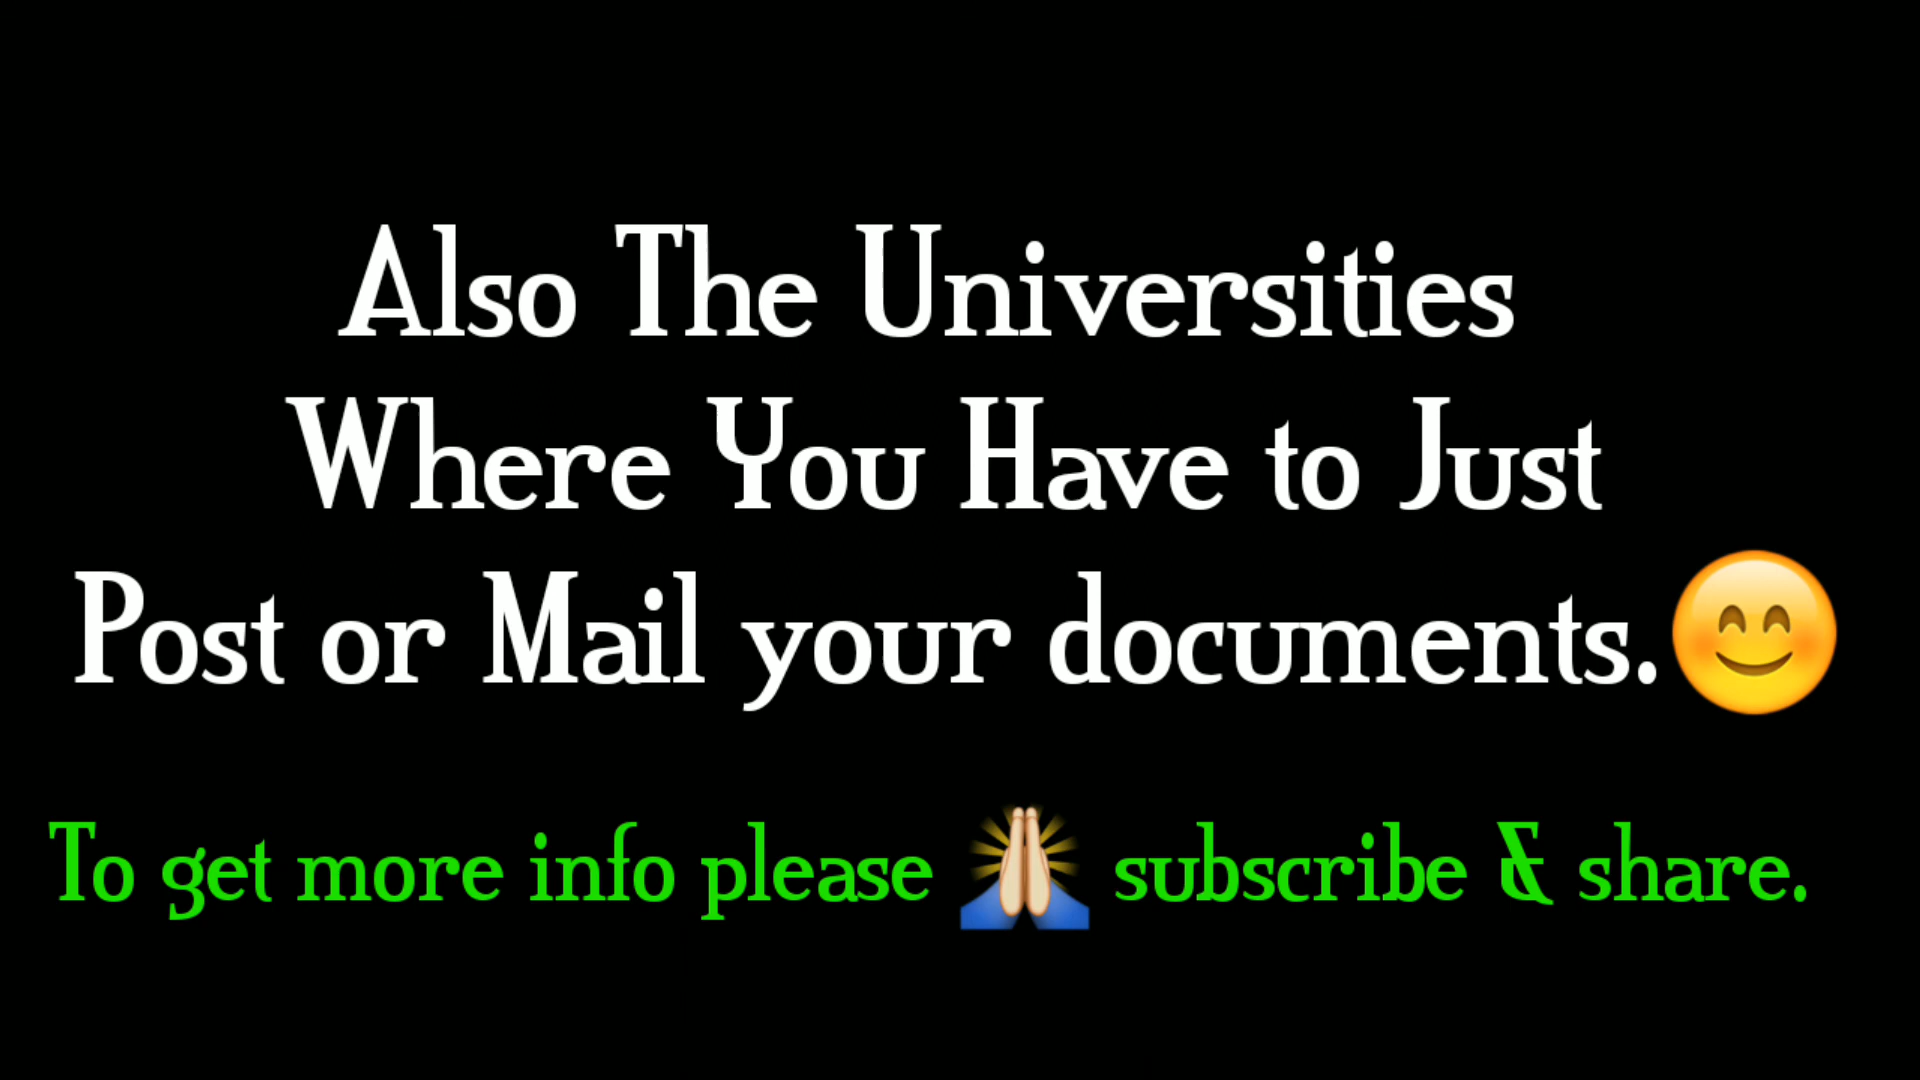 Also The Universities
Where You Have to Just
Post or Mail your documents.😊
To get more info please 🙏 subscribe & share.